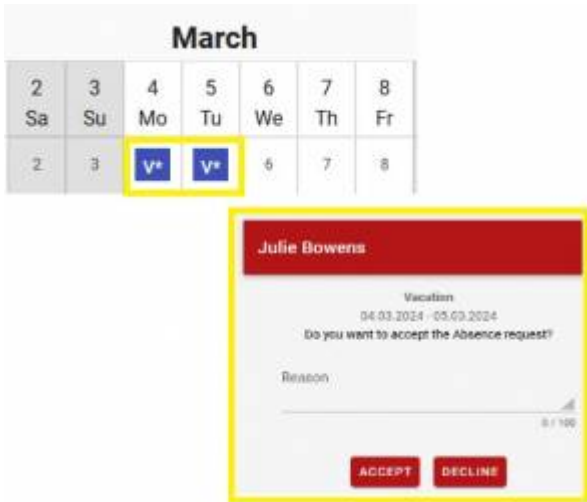 March
2 3 4 5 6 7 8
Sa Su Mo Tu We Th Fr
2 3 V* V* 6 7 8
Julie Bowens
Vacation
04.03.2024 - 05.03.2024
Do you want to accept the Absence request?
Reason
0 / 100
ACCEPT DECLINE